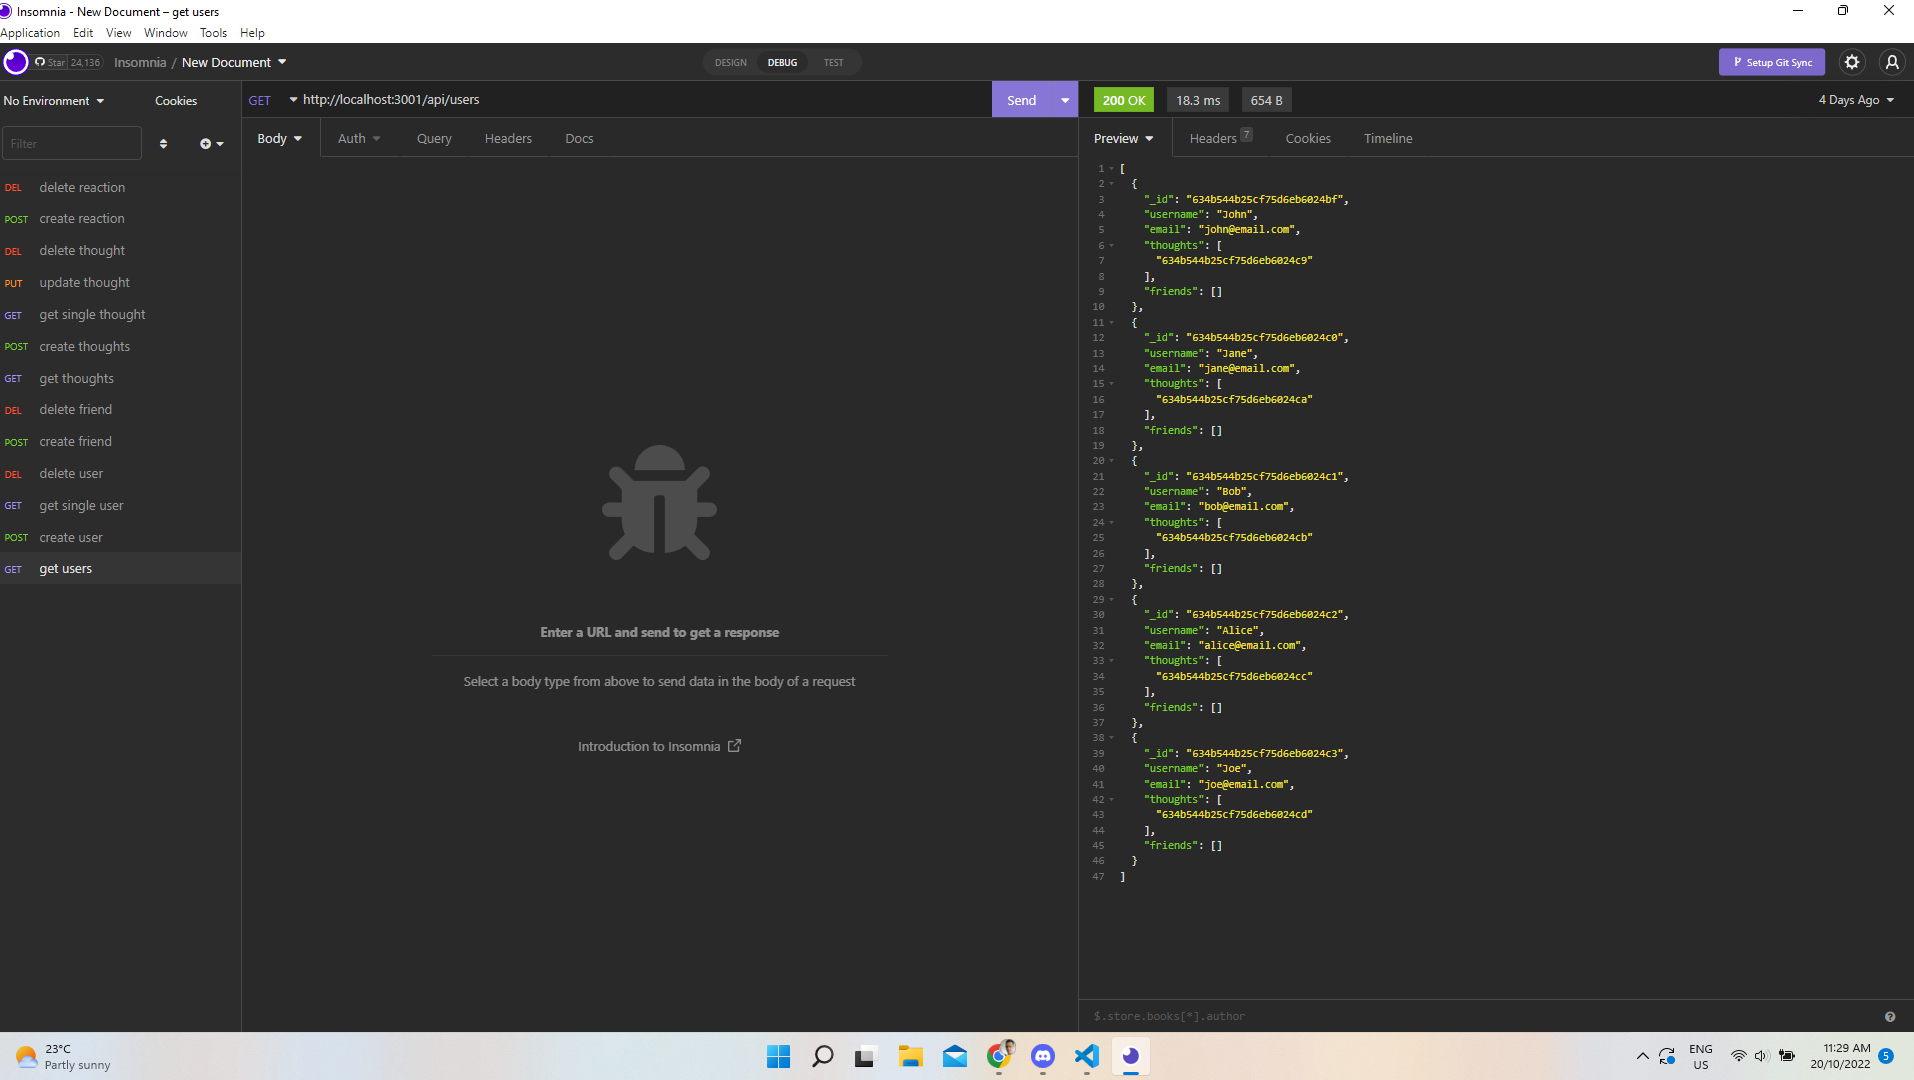 Insomnia - New Document – get users
Application Edit View Window Tools Help
Star 24,136 Insomnia / New Document DESIGN DEBUG TEST Setup Git Sync
No Environment Cookies
Filter
DEL delete reaction
POST create reaction
DEL delete thought
PUT update thought
GET get single thought
POST create thoughts
GET get thoughts
DEL delete friend
POST create friend
DEL delete user
GET get single user
POST create user
GET get users
GET http://localhost:3001/api/users Send
Body Auth Query Headers Docs
Enter a URL and send to get a response
Select a body type from above to send data in the body of a request
Introduction to Insomnia
200 OK 18.3 ms 654 B 4 Days Ago
Preview Headers 7 Cookies Timeline
1 [
2 {
3 "_id": "634b544b25cf75d6eb6024bf",
4 "username": "John",
5 "email": "john@email.com",
6 "thoughts": [
7 "634b544b25cf75d6eb6024c9"
8 ],
9 "friends": []
10 },
11 {
12 "_id": "634b544b25cf75d6eb6024c0",
13 "username": "Jane",
14 "email": "jane@email.com",
15 "thoughts": [
16 "634b544b25cf75d6eb6024ca"
17 ],
18 "friends": []
19 },
20 {
21 "_id": "634b544b25cf75d6eb6024c1",
22 "username": "Bob",
23 "email": "bob@email.com",
24 "thoughts": [
25 "634b544b25cf75d6eb6024cb"
26 ],
27 "friends": []
28 },
29 {
30 "_id": "634b544b25cf75d6eb6024c2",
31 "username": "Alice",
32 "email": "alice@email.com",
33 "thoughts": [
34 "634b544b25cf75d6eb6024cc"
35 ],
36 "friends": []
37 },
38 {
39 "_id": "634b544b25cf75d6eb6024c3",
40 "username": "Joe",
41 "email": "joe@email.com",
42 "thoughts": [
43 "634b544b25cf75d6eb6024cd"
44 ],
45 "friends": []
46 }
47 ]
$.store.books[*].author
23°C
Partly sunny
ENG
US
11:29 AM
20/10/2022
5